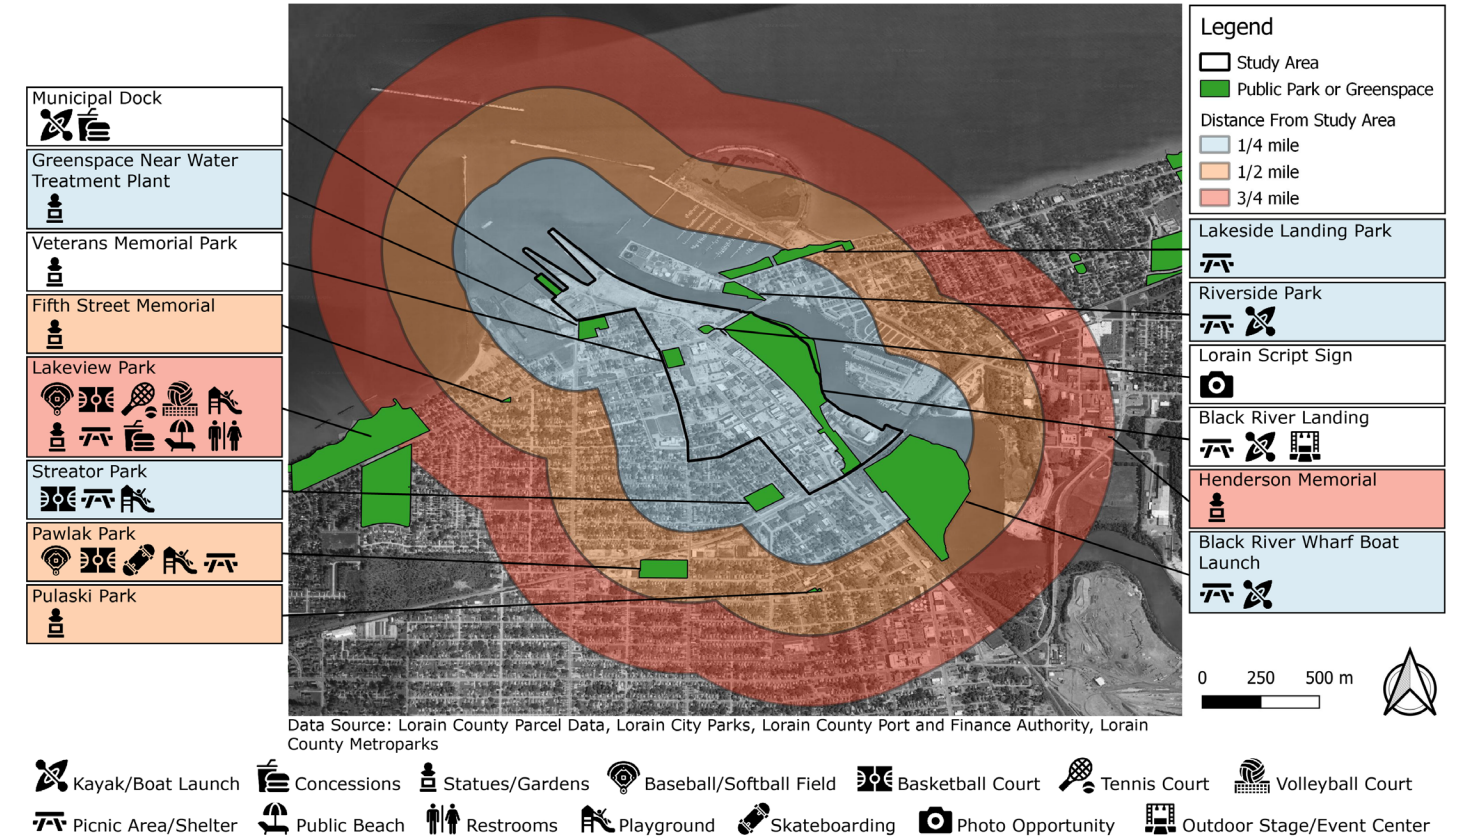 Municipal Dock
Greenspace Near Water
Treatment Plant
Veterans Memorial Park
Fifth Street Memorial
Lakeview Park
Streator Park
Pawlak Park
Pulaski Park
Legend
Study Area
Public Park or Greenspace
Distance From Study Area
1/4 mile
1/2 mile
3/4 mile
Lakeside Landing Park
Riverside Park
Lorain Script Sign
Black River Landing
Henderson Memorial
Black River Wharf Boat
Launch
0 250 500 m
Data Source: Lorain County Parcel Data, Lorain City Parks, Lorain County Port and Finance Authority, Lorain
County Metroparks
Kayak/Boat Launch Concessions Statues/Gardens Baseball/Softball Field Basketball Court Tennis Court Volleyball Court
Picnic Area/Shelter Public Beach Restrooms Playground Skateboarding Photo Opportunity Outdoor Stage/Event Center